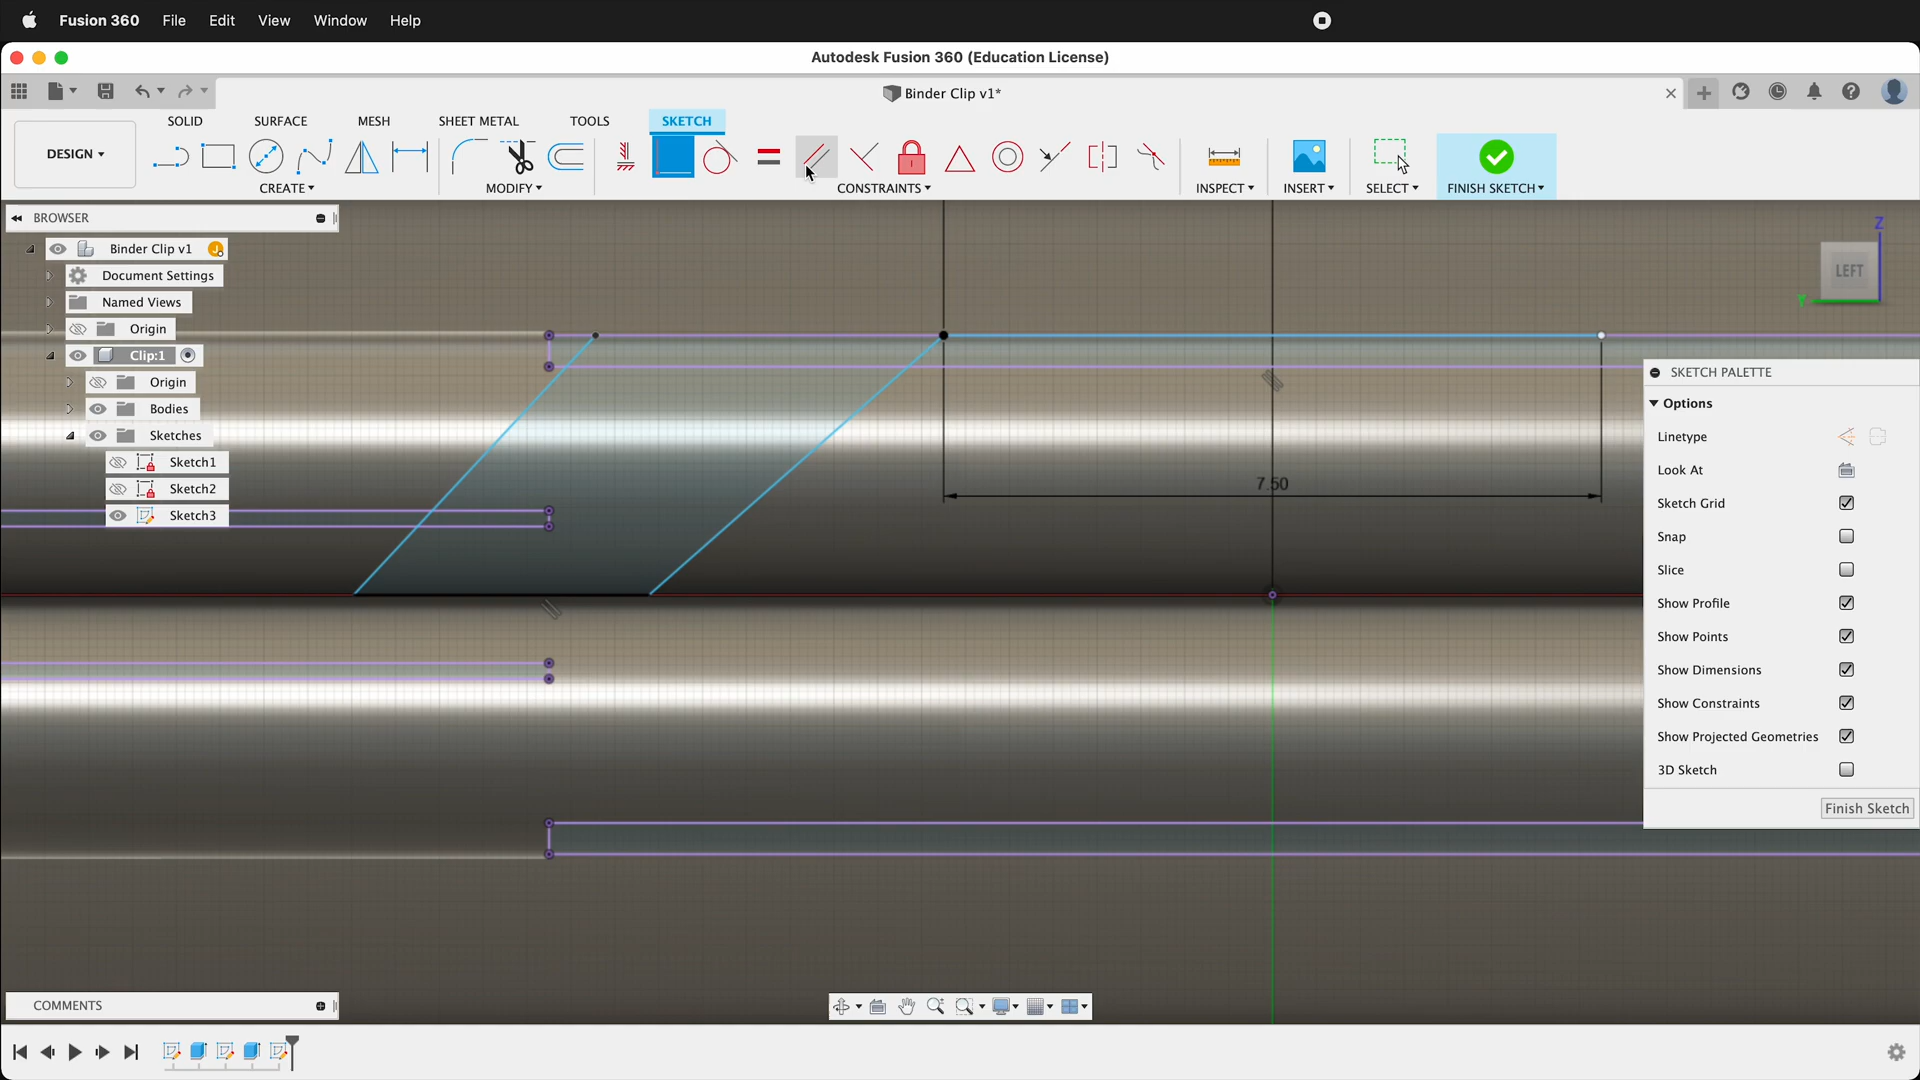 Fusion 360 File Edit View Window Help
Autodesk Fusion 360 (Education License)
Binder Clip v1*
SOLID SURFACE MESH SHEET METAL TOOLS SKETCH
DESIGN
CREATE MODIFY CONSTRAINTS INSPECT INSERT SELECT FINISH SKETCH
BROWSER
Binder Clip v1
Document Settings
Named Views
Origin
Clip:1
Origin
Bodies
Sketches
Sketch1
Sketch2
Sketch3
7.50
Z
LEFT
Y
SKETCH PALETTE
Options
Linetype
Look At
Sketch Grid
Snap
Slice
Show Profile
Show Points
Show Dimensions
Show Constraints
Show Projected Geometries
3D Sketch
Finish Sketch
COMMENTS